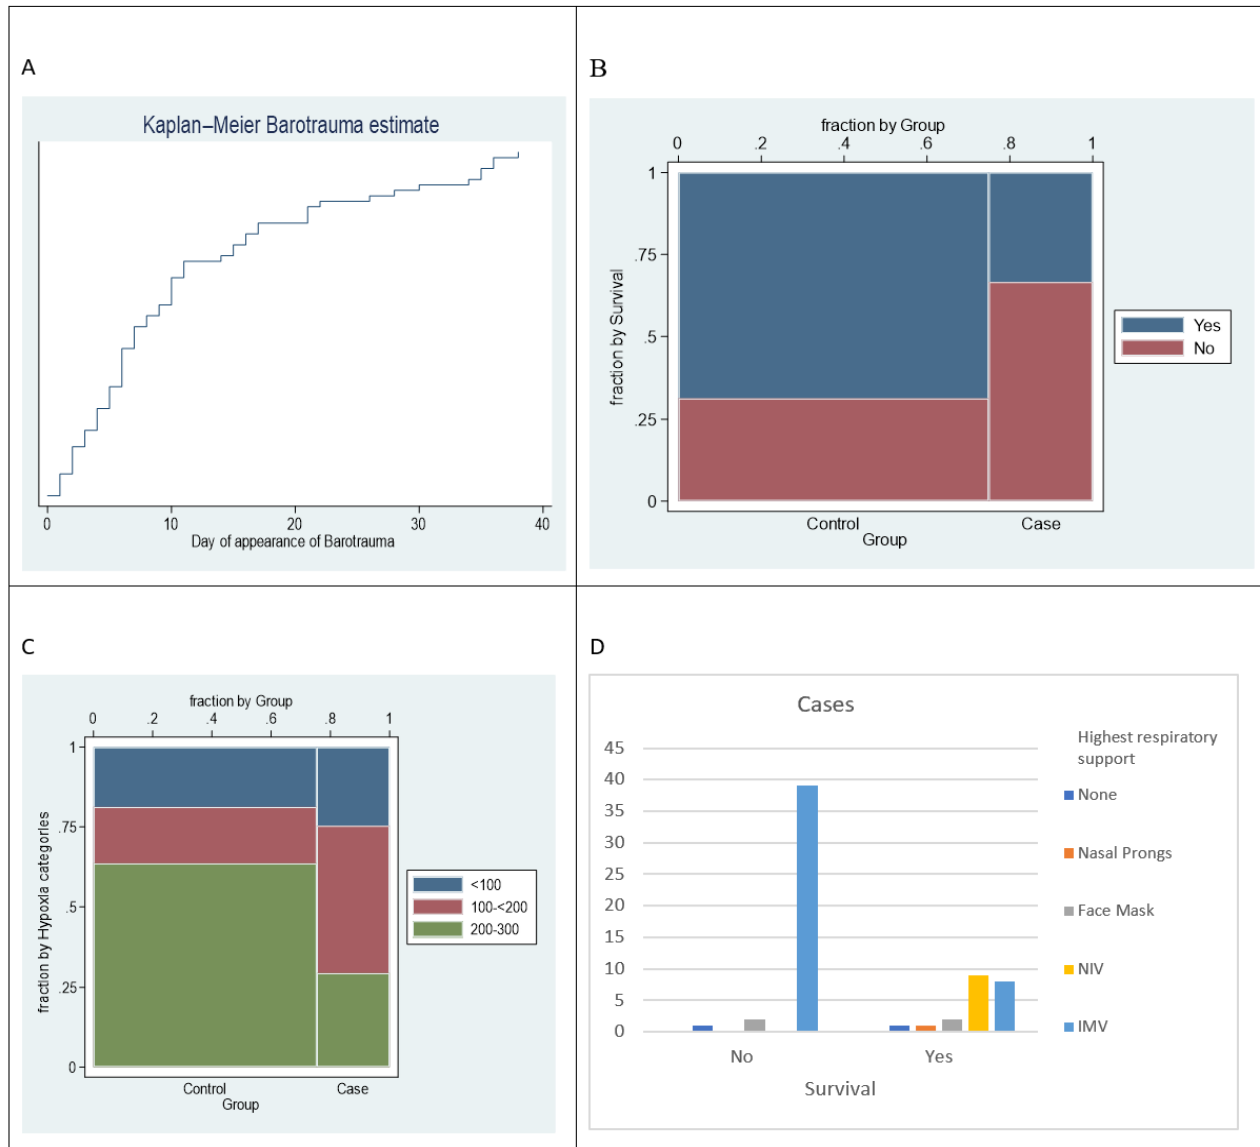 A
Kaplan–Meier Barotrauma estimate
0 10 20 30 40
Day of appearance of Barotrauma
B
fraction by Group
0 .2 .4 .6 .8 1
fraction by Survival
1
.75
.5
.25
0
Control Case
Group
Yes
No
C
fraction by Group
0 .2 .4 .6 .8 1
fraction by Hypoxia categories
1
.75
.5
.25
0
Control Case
Group
<100
100-<200
200-300
D
Cases
45
40
35
30
25
20
15
10
5
0
No Yes
Survival
Highest respiratory
support
None
Nasal Prongs
Face Mask
NIV
IMV